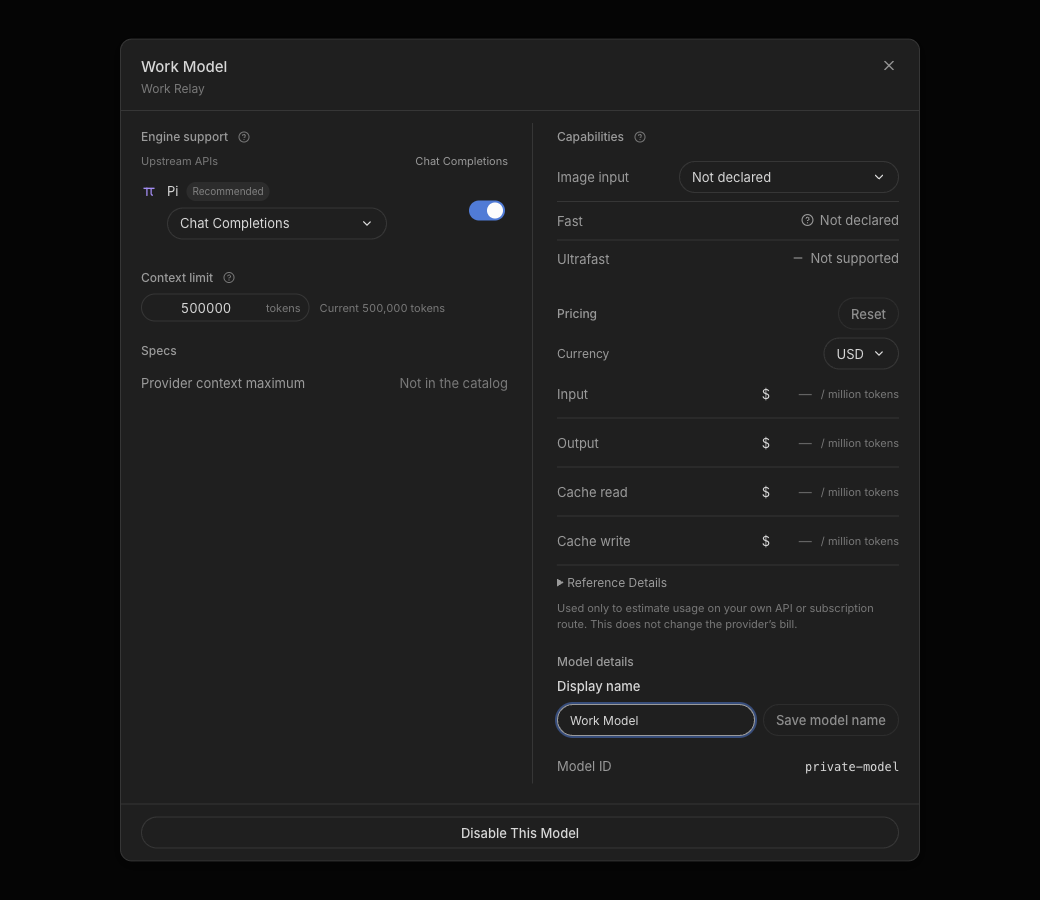 Work Model
Work Relay
Engine support
Upstream APIs
Chat Completions
Pi
Recommended
Chat Completions
Context limit
500000 tokens
Current 500,000 tokens
Specs
Provider context maximum
Not in the catalog
Capabilities
Image input
Not declared
Fast
Not declared
Ultrafast
— Not supported
Pricing
Reset
Currency
USD
Input
$ — / million tokens
Output
$ — / million tokens
Cache read
$ — / million tokens
Cache write
$ — / million tokens
Reference Details
Used only to estimate usage on your own API or subscription
route. This does not change the provider’s bill.
Model details
Display name
Work Model
Save model name
Model ID
private-model
Disable This Model